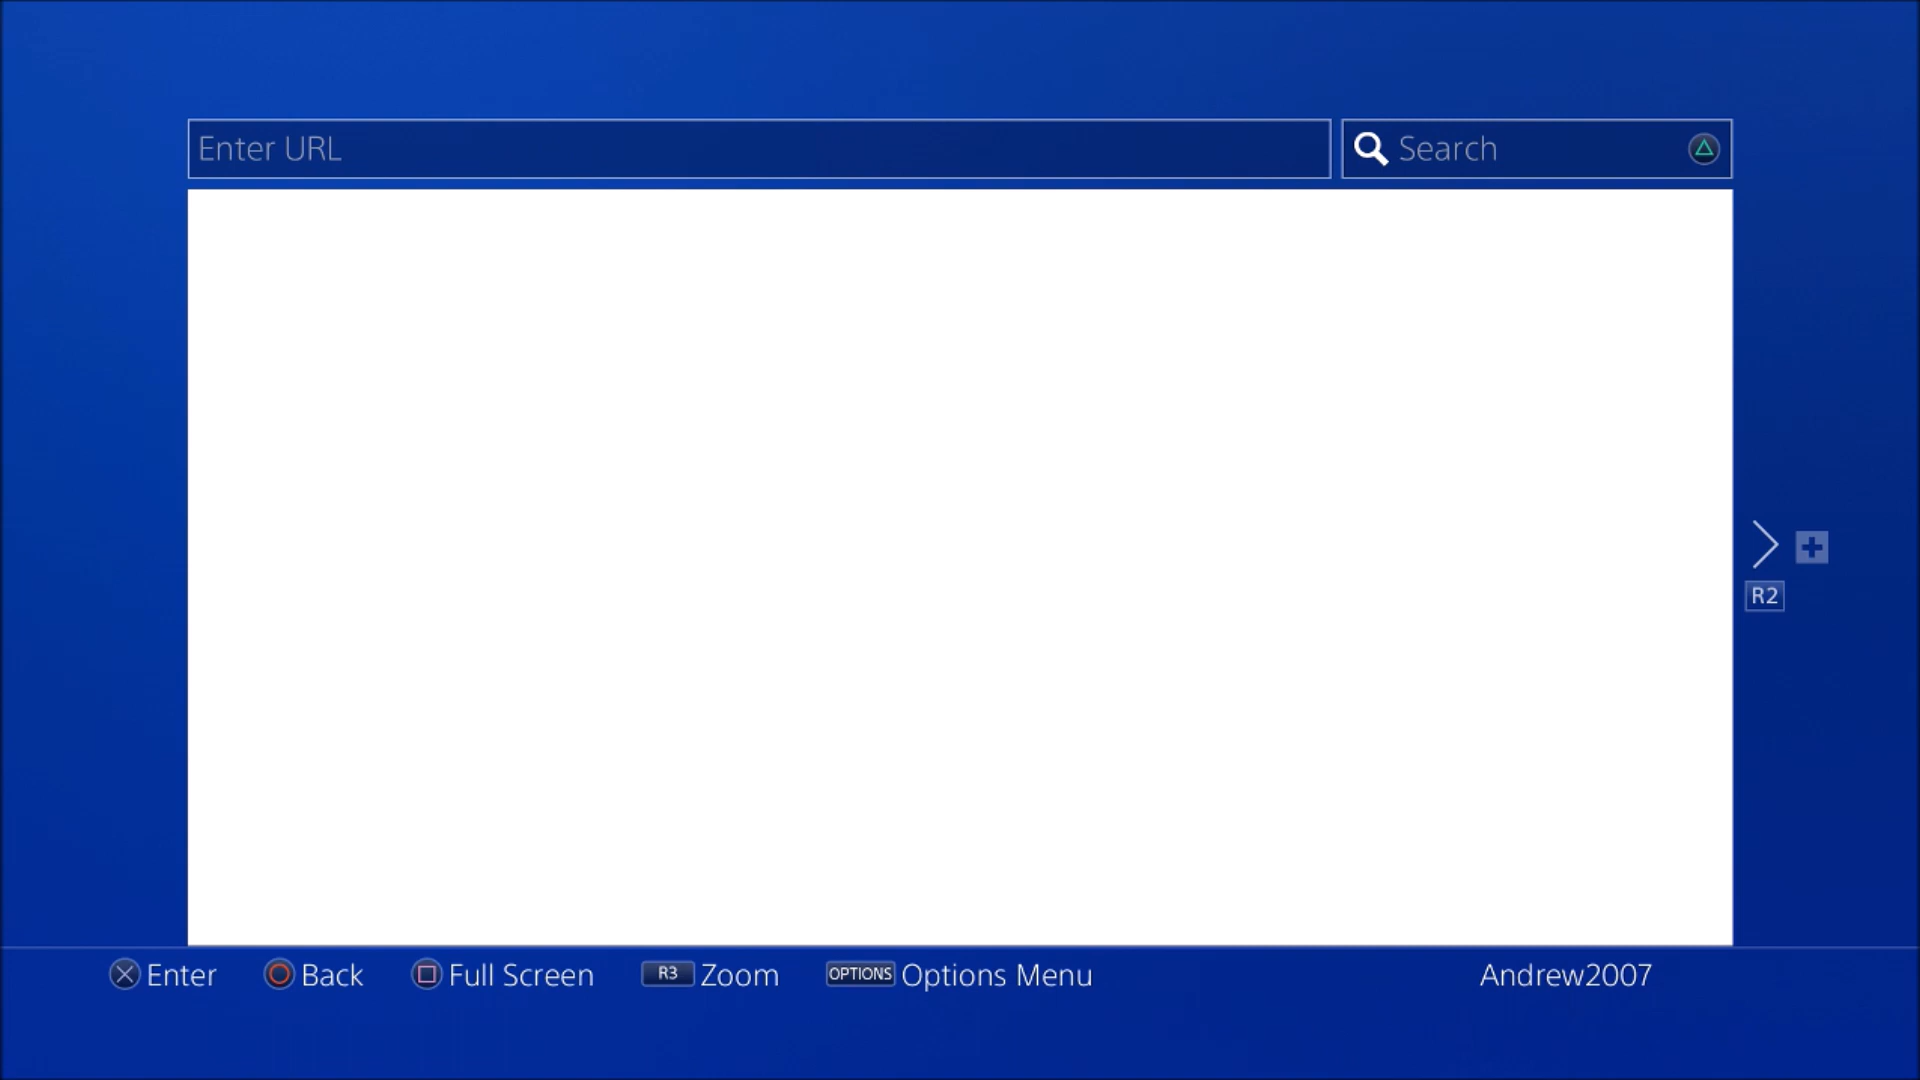 Enter URL
Search
R2
Enter
Back
Full Screen
R3 Zoom
OPTIONS Options Menu
Andrew2007